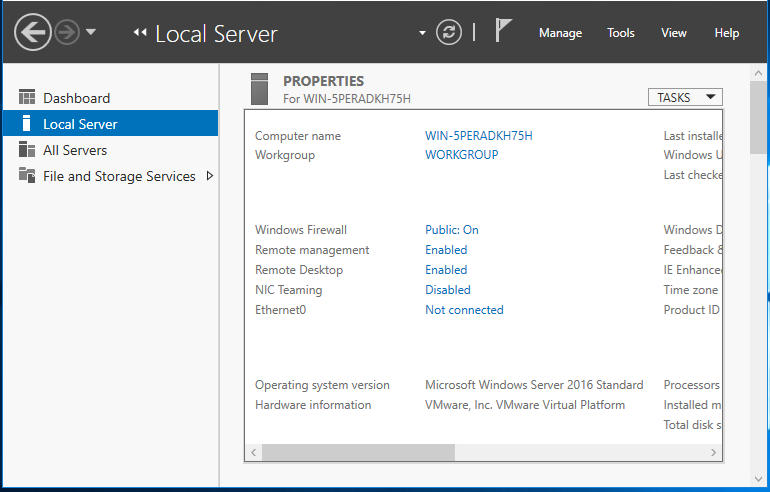 Local Server
Manage Tools View Help
Dashboard
Local Server
All Servers
File and Storage Services
PROPERTIES
For WIN-5PERADKH75H
TASKS
Computer name WIN-5PERADKH75H Last installe
Workgroup WORKGROUP Windows U
Last checke
Windows Firewall Public: On Windows D
Remote management Enabled Feedback &
Remote Desktop Enabled IE Enhanced
NIC Teaming Disabled Time zone
Ethernet0 Not connected Product ID
Operating system version Microsoft Windows Server 2016 Standard Processors
Hardware information VMware, Inc. VMware Virtual Platform Installed m
Total disk s